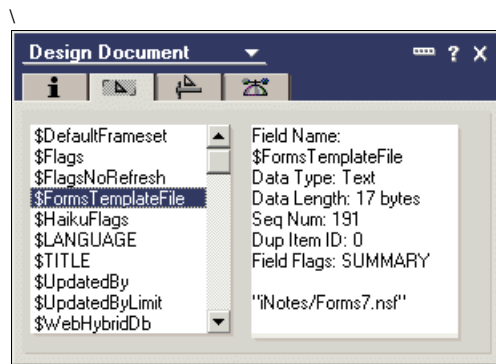 \
Design Document ? X
i
$DefaultFrameset
$Flags
$FlagsNoRefresh
$FormsTemplateFile
$HaikuFlags
$LANGUAGE
$TITLE
$UpdatedBy
$UpdatedByLimit
$WebHybridDb
Field Name:
$FormsTemplateFile
Data Type: Text
Data Length: 17 bytes
Seq Num: 191
Dup Item ID: 0
Field Flags: SUMMARY
"iNotes/Forms7.nsf"